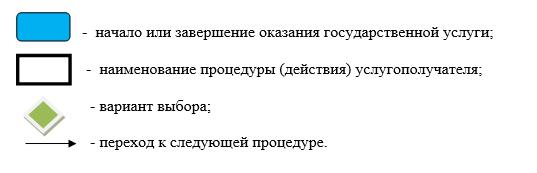 - начало или завершение оказания государственной услуги;
- наименование процедуры (действия) услугополучателя;
- вариант выбора;
- переход к следующей процедуре.